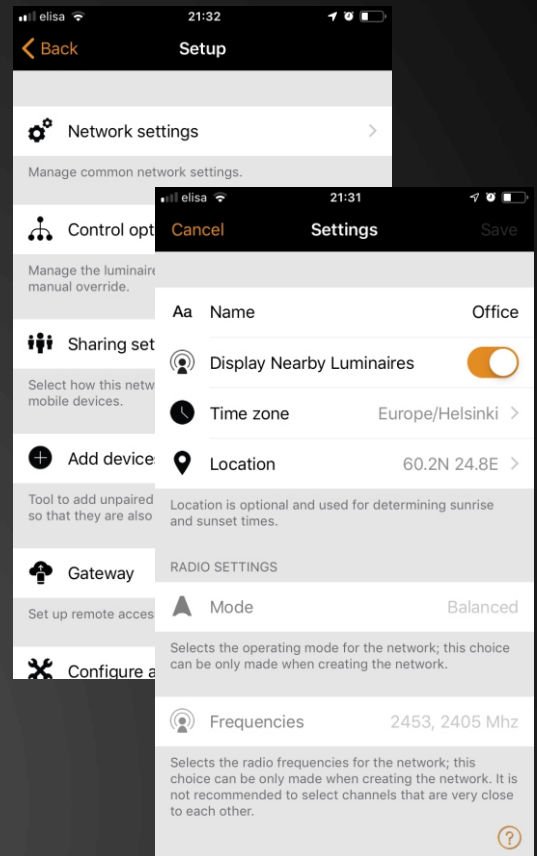 elisa 21:32
Back Setup
Network settings
Manage common network settings.
Control opt
Manage the luminaire
manual override.
Sharing set
Select how this netw
mobile devices.
Add device
Tool to add unpaired
so that they are also
Gateway
Set up remote acces
Configure a
elisa 21:31
Cancel Settings Save
Aa Name Office
Display Nearby Luminaires
Time zone Europe/Helsinki
Location 60.2N 24.8E
Location is optional and used for determining sunrise
and sunset times.
RADIO SETTINGS
Mode Balanced
Selects the operating mode for the network; this choice
can be only made when creating the network.
Frequencies 2453, 2405 Mhz
Selects the radio frequencies for the network; this
choice can be only made when creating the network. It is
not recommended to select channels that are very close
to each other.
?